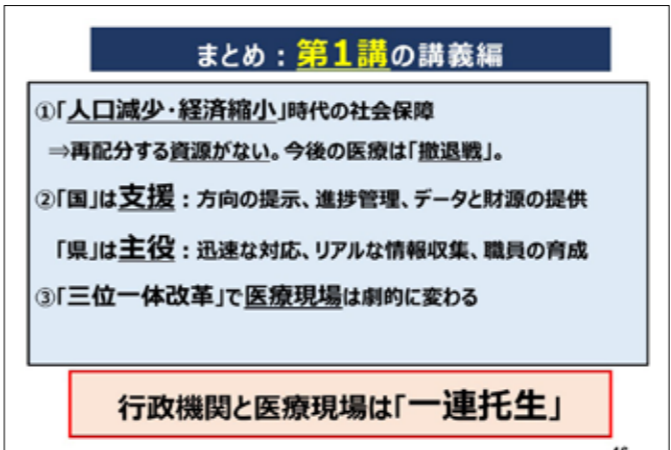 まとめ：第１講の講義編
①「人口減少・経済縮小」時代の社会保障
⇒再配分する資源がない。今後の医療は「撤退戦」。
②「国」は支援：方向の提示、進捗管理、データと財源の提供
「県」は主役：迅速な対応、リアルな情報収集、職員の育成
③「三位一体改革」で医療現場は劇的に変わる
行政機関と医療現場は「一連托生」